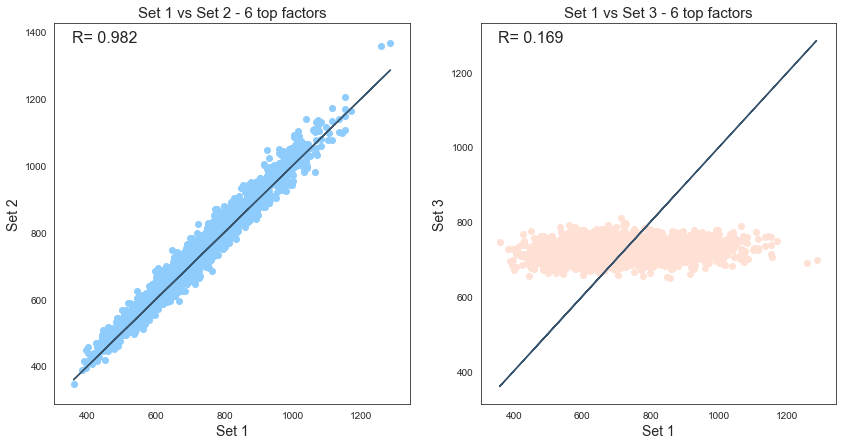 Set 1 vs Set 2 - 6 top factors
R= 0.982
1400
1200
1000
800
600
400
Set 2
400 600 800 1000 1200
Set 1
Set 1 vs Set 3 - 6 top factors
R= 0.169
1200
1000
800
600
400
Set 3
400 600 800 1000 1200
Set 1